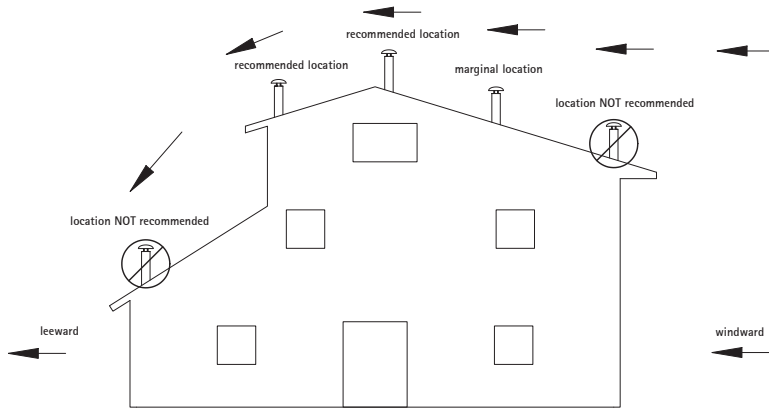 recommended location
recommended location
marginal location
location NOT recommended
location NOT recommended
leeward
windward